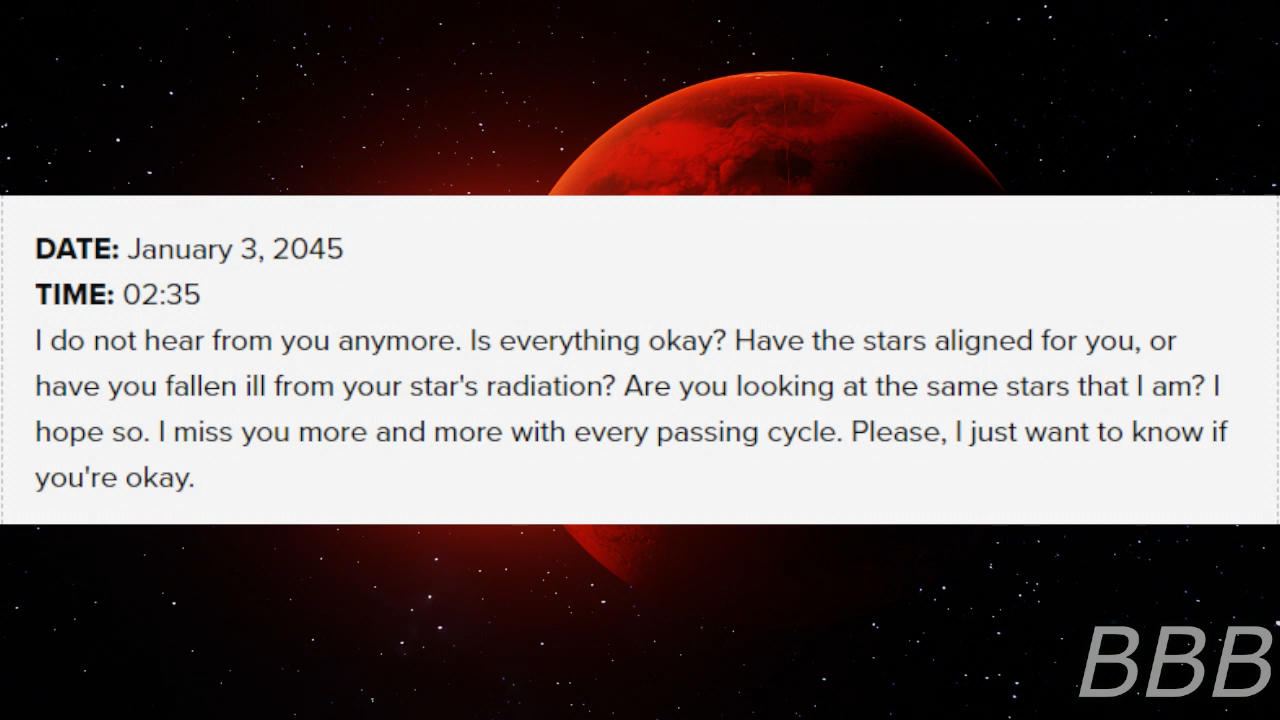 DATE: January 3, 2045
TIME: 02:35
I do not hear from you anymore. Is everything okay? Have the stars aligned for you, or
have you fallen ill from your star's radiation? Are you looking at the same stars that I am? I
hope so. I miss you more and more with every passing cycle. Please, I just want to know if
you're okay.
BBB